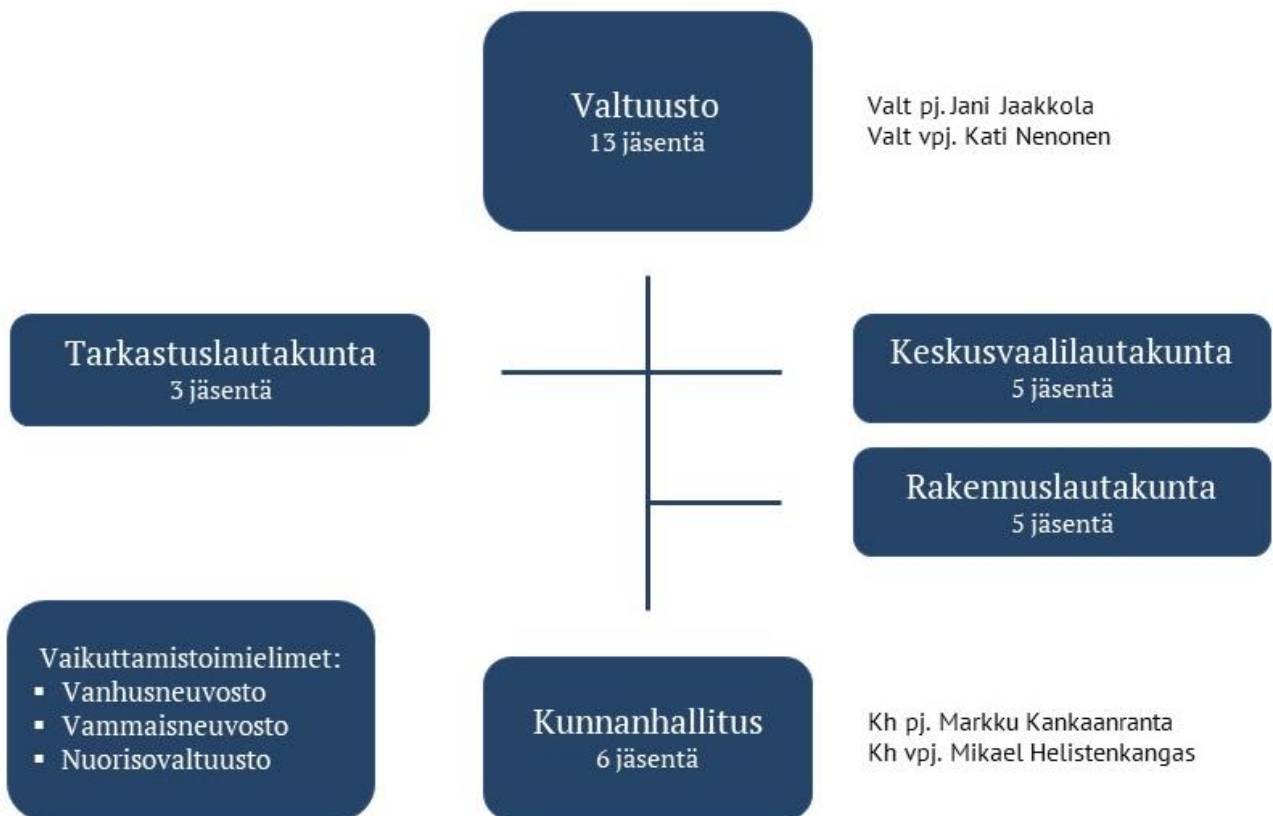 Valtuusto
13 jäsentä
Valt pj. Jani Jaakkola
Valt vpj. Kati Nenonen
Tarkastuslautakunta
3 jäsentä
Keskusvaalilautakunta
5 jäsentä
Rakennuslautakunta
5 jäsentä
Vaikuttamistoimielimet:
▪ Vanhusneuvosto
▪ Vammaisneuvosto
▪ Nuorisovaltuusto
Kunnanhallitus
6 jäsentä
Kh pj. Markku Kankaanranta
Kh vpj. Mikael Helistenkangas